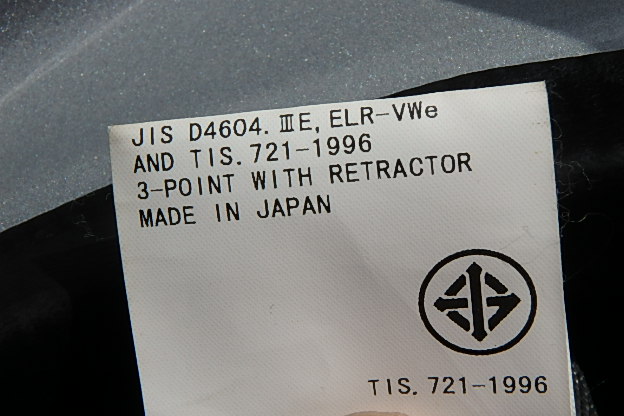 JIS D4604. ⅢE, ELR-VWe
AND TIS. 721-1996
3-POINT WITH RETRACTOR
MADE IN JAPAN
TIS. 721-1996